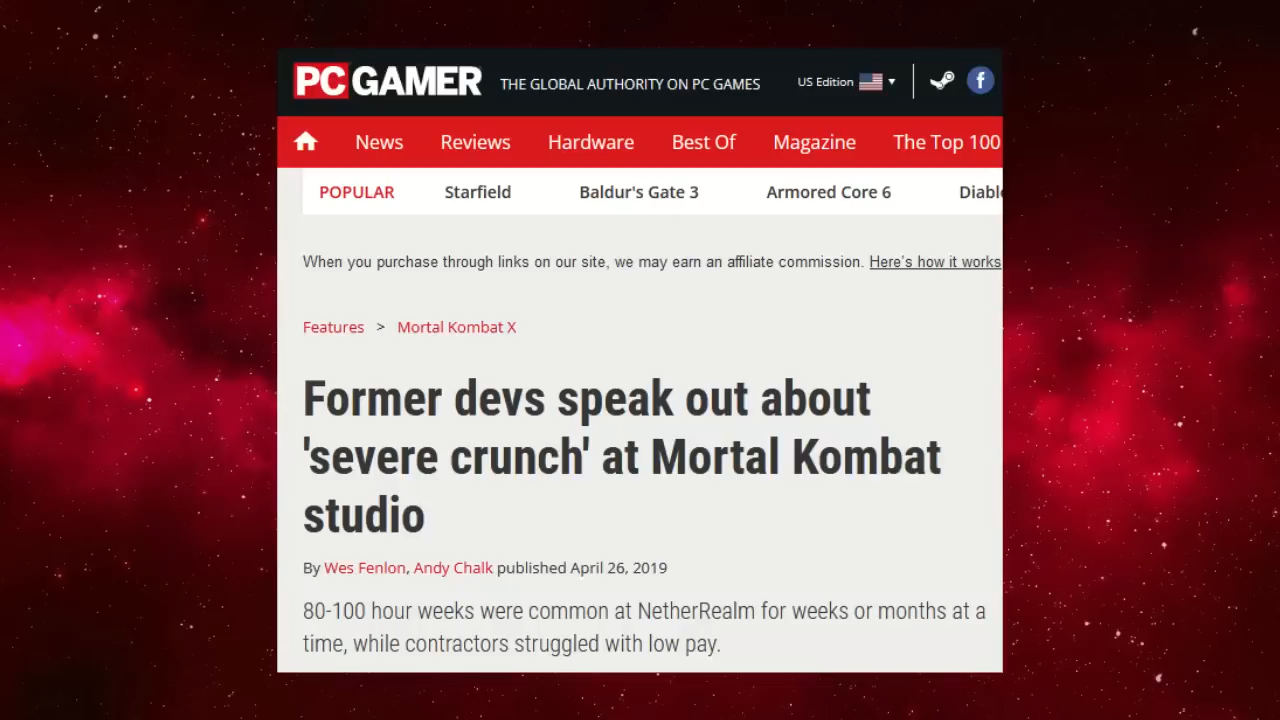 PC GAMER THE GLOBAL AUTHORITY ON PC GAMES US Edition
News Reviews Hardware Best Of Magazine The Top 100
POPULAR Starfield Baldur's Gate 3 Armored Core 6 Diabl
When you purchase through links on our site, we may earn an affiliate commission. Here's how it works
Features > Mortal Kombat X
Former devs speak out about
'severe crunch' at Mortal Kombat
studio
By Wes Fenlon, Andy Chalk published April 26, 2019
80-100 hour weeks were common at NetherRealm for weeks or months at a
time, while contractors struggled with low pay.